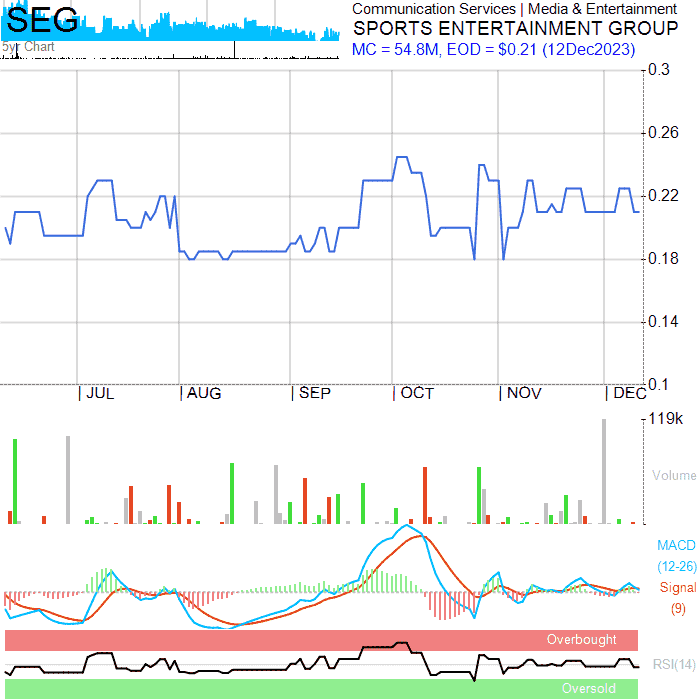 SEG
5yr Chart
Communication Services | Media & Entertainment
SPORTS ENTERTAINMENT GROUP
MC = 54.8M, EOD = $0.21 (12Dec2023)
0.3
0.26
0.22
0.18
0.14
0.1
| JUL | AUG | SEP | OCT | NOV | DEC
119k
Volume
MACD
(12-26)
Signal
(9)
Overbought
RSI(14)
Oversold